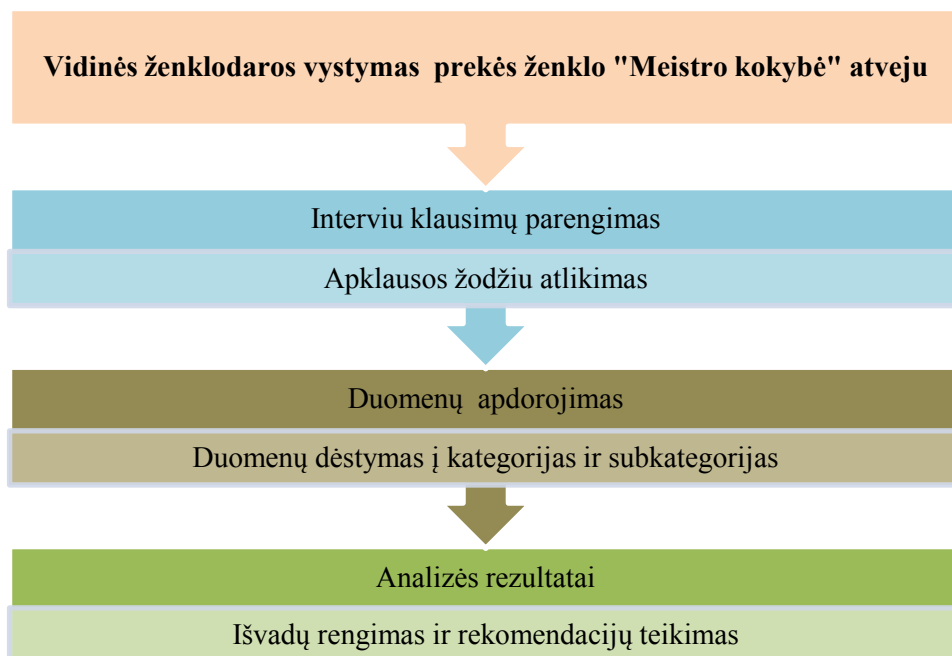 Vidinės ženklodaros vystymas prekės ženklo "Meistro kokybė" atveju
Interviu klausimų parengimas
Apklausos žodžiu atlikimas
Duomenų apdorojimas
Duomenų dėstymas į kategorijas ir subkategorijas
Analizės rezultatai
Išvadų rengimas ir rekomendacijų teikimas